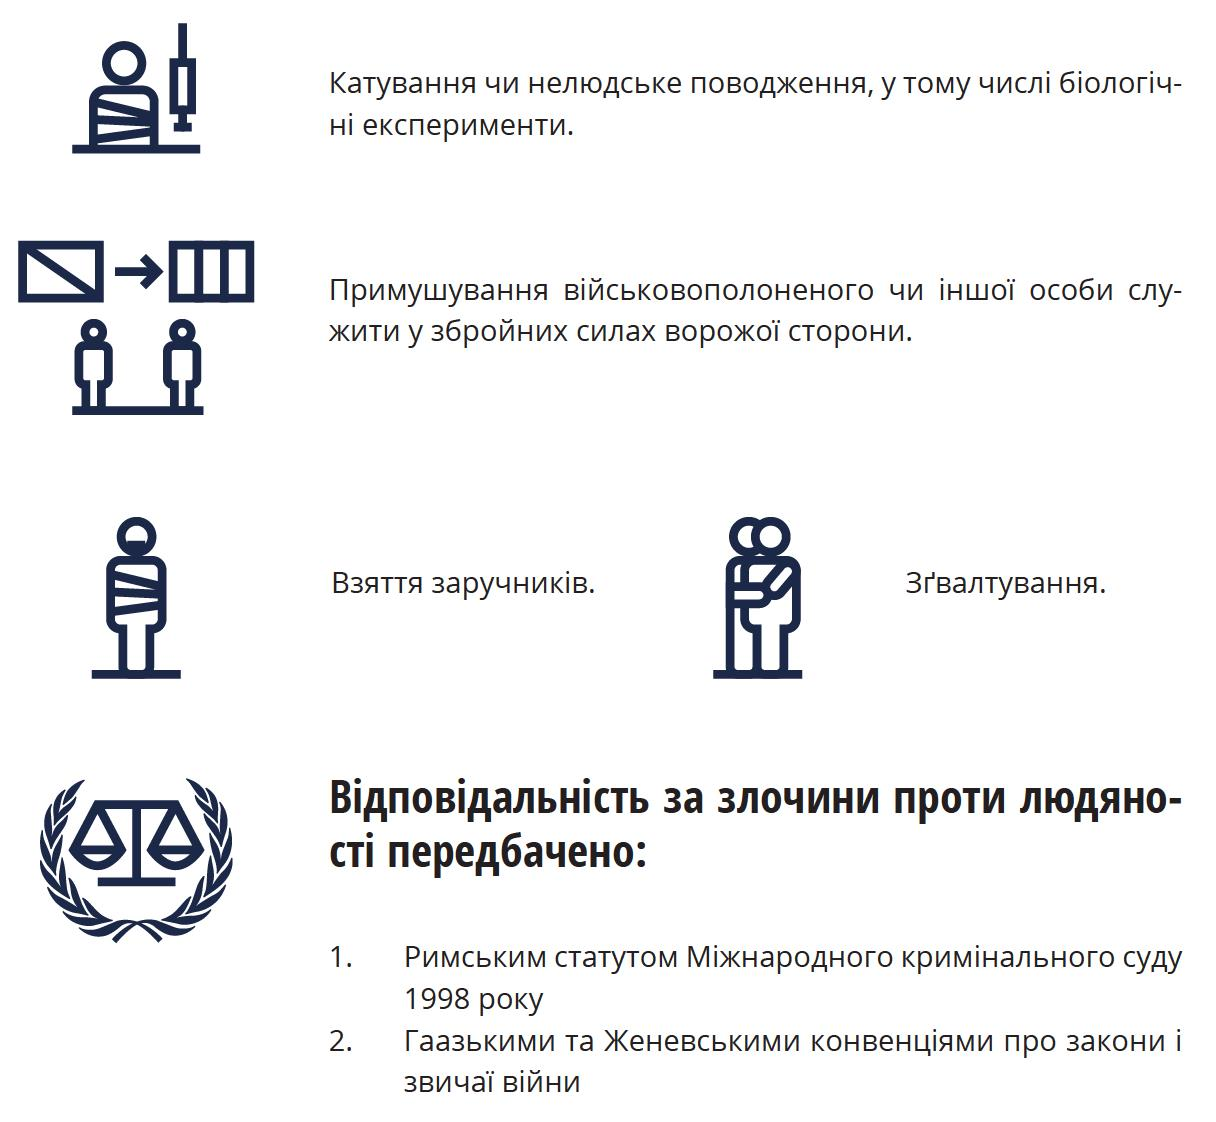 Катування чи нелюдське поводження, у тому числі біологіч-
ні експерименти.
Примушування військовополоненого чи іншої особи слу-
жити у збройних силах ворожої сторони.
Взяття заручників.
Зґвалтування.
Відповідальність за злочини проти людяно-
сті передбачено:
1. Римським статутом Міжнародного кримінального суду
1998 року
2. Гаазькими та Женевськими конвенціями про закони і
звичаї війни